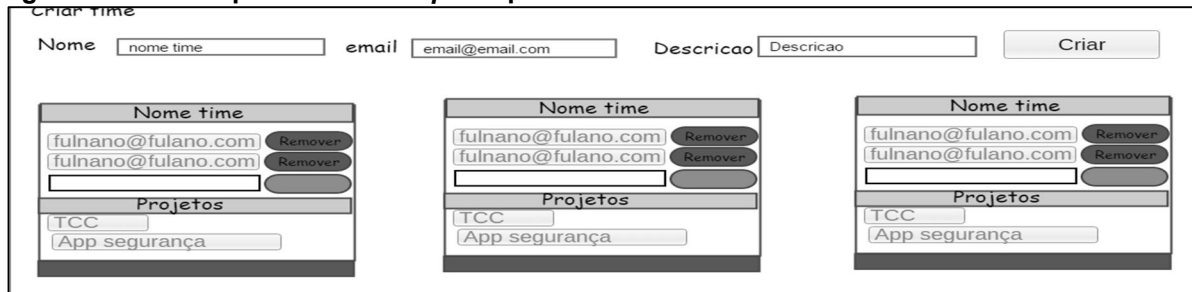 Criar time
Nome nome time email email@email.com Descricao Descricao Criar
Nome time
fulnano@fulano.com Remover
fulnano@fulano.com Remover
Projetos
TCC
App segurança
Nome time
fulnano@fulano.com Remover
fulnano@fulano.com Remover
Projetos
TCC
App segurança
Nome time
fulnano@fulano.com Remover
fulnano@fulano.com Remover
Projetos
TCC
App segurança